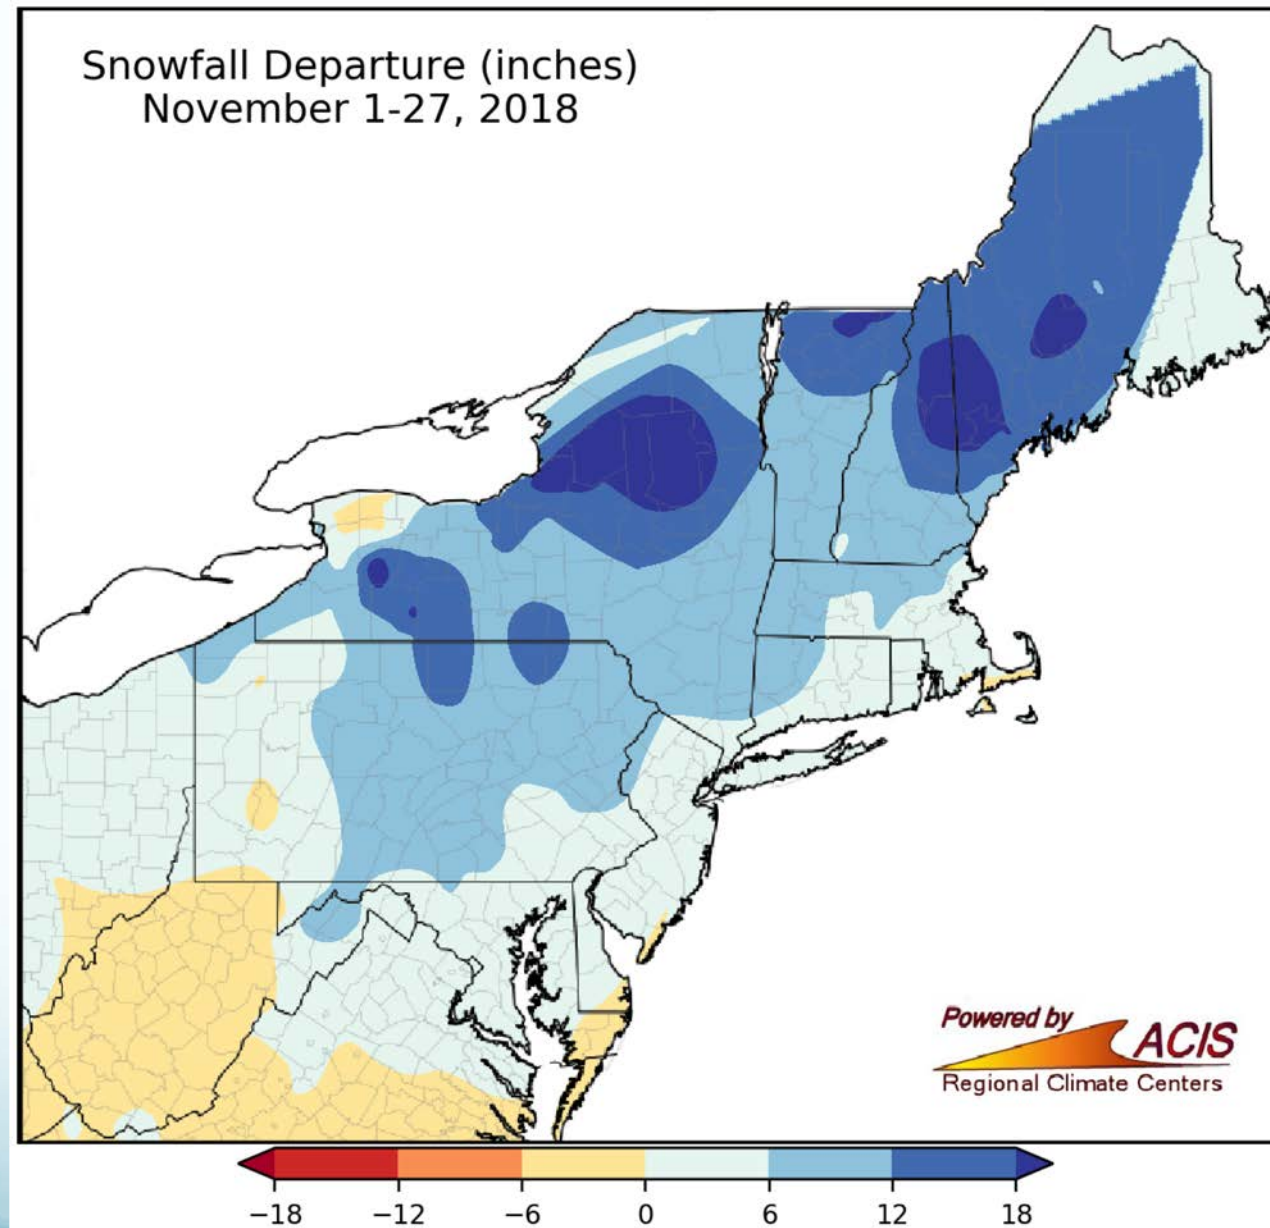 Snowfall Departure (inches)
November 1-27, 2018
Powered by
ACIS
Regional Climate Centers
−18 −12 −6 0 6 12 18